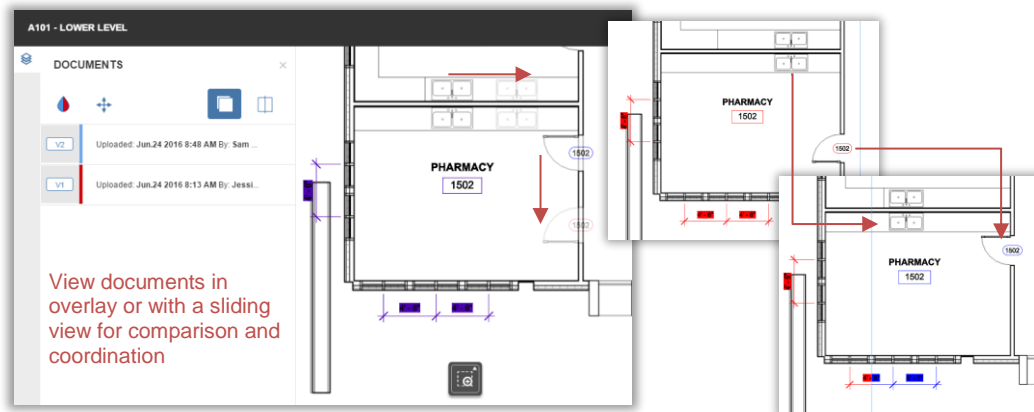 A101 - LOWER LEVEL
DOCUMENTS
V2 Uploaded: Jun.24 2016 8:48 AM By: Sam ...
V1 Uploaded: Jun.24 2016 8:13 AM By: Jessi...
View documents in
overlay or with a sliding
view for comparison and
coordination
PHARMACY
1502
1502
1502
PHARMACY
1502
1502
PHARMACY
1502
1502